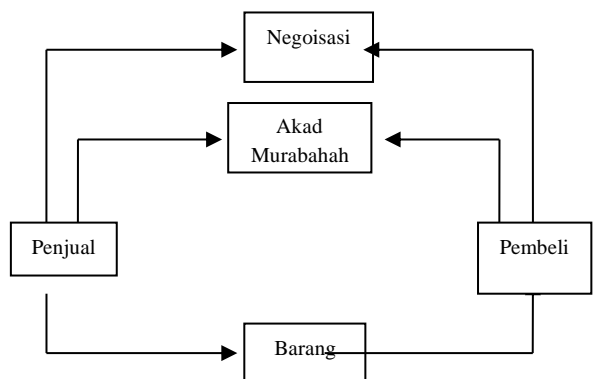 Negoisasi
Akad
Murabahah
Penjual
Pembeli
Barang